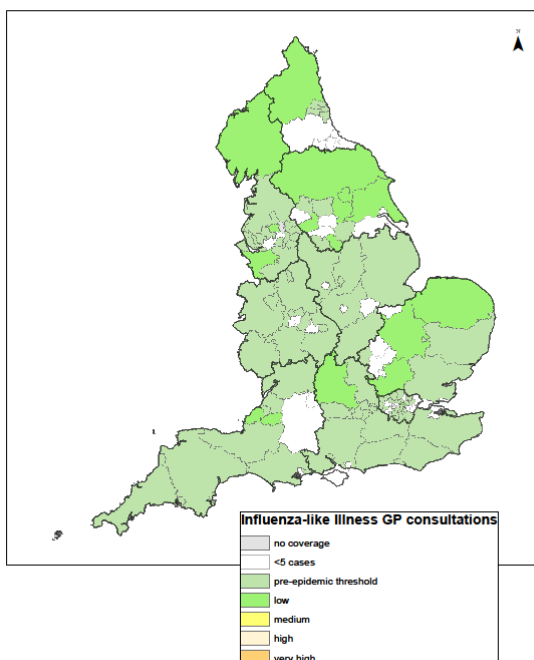 Influenza-like Illness GP consultations
no coverage
<5 cases
pre-epidemic threshold
low
medium
high
very high